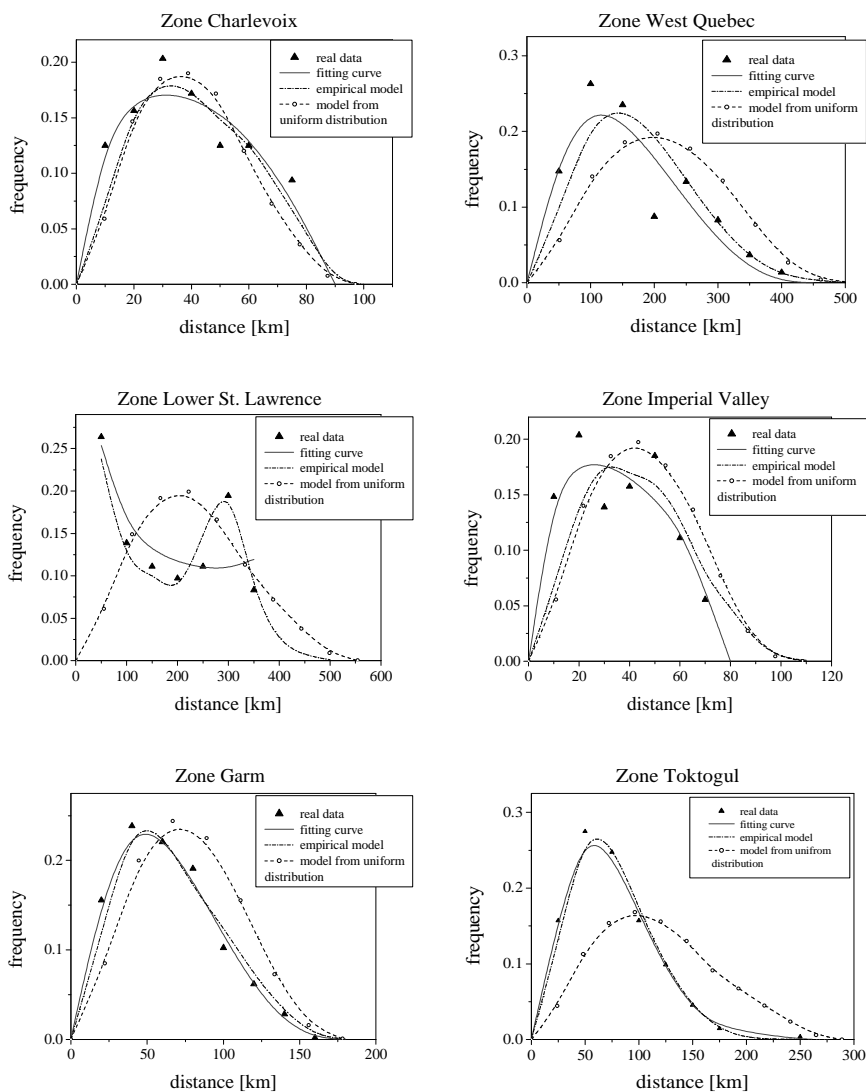 Zone Charlevoix
real data
fitting curve
empirical model
model from
uniform distribution
0.20
0.15
0.10
0.05
0.00
frequency
0
40
80
distance [km]
Zone West Quebec
real data
fitting curve
empirical model
model from uniform
distribution
0.3
0.2
0.1
0.0
frequency
0
100
200
300
400
500
distance [km]
Zone Lower St. Lawrence
real data
fitting curve
empirical model
model from uniform
distribution
0.25
0.20
0.15
0.10
0.05
0.00
frequency
0
100
200
300
400
500
600
distance [km]
Zone Imperial Valley
real data
fitting curve
empirical model
model from uniform
distribution
0.20
0.15
0.10
0.05
0.00
frequency
0
20
40
60
80
100
120
distance [km]
Zone Garm
real data
fitting curve
empirical model
model from uniform
distribution
0.2
0.1
0.0
frequency
0
50
100
150
200
distance [km]
Zone Toktogul
real data
fitting curve
empirical model
model from unifrom
distribution
0.3
0.2
0.1
0.0
frequency
0
50
100
150
200
250
300
distance [km]